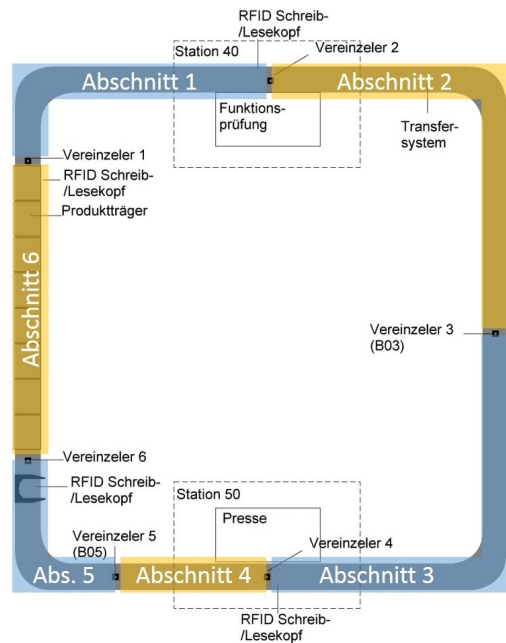 RFID Schreib-
/Lesekopf
Station 40
Vereinzeler 2
Abschnitt 1
Abschnitt 2
Funktions-
prüfung
Transfer-
system
Vereinzeler 1
RFID Schreib-
/Lesekopf
Produktträger
Abschnitt 6
Vereinzeler 3
(B03)
Vereinzeler 6
RFID Schreib-
/Lesekopf
Station 50
Presse
Vereinzeler 5
(B05)
Vereinzeler 4
Abs. 5
Abschnitt 4
Abschnitt 3
RFID Schreib-
/Lesekopf